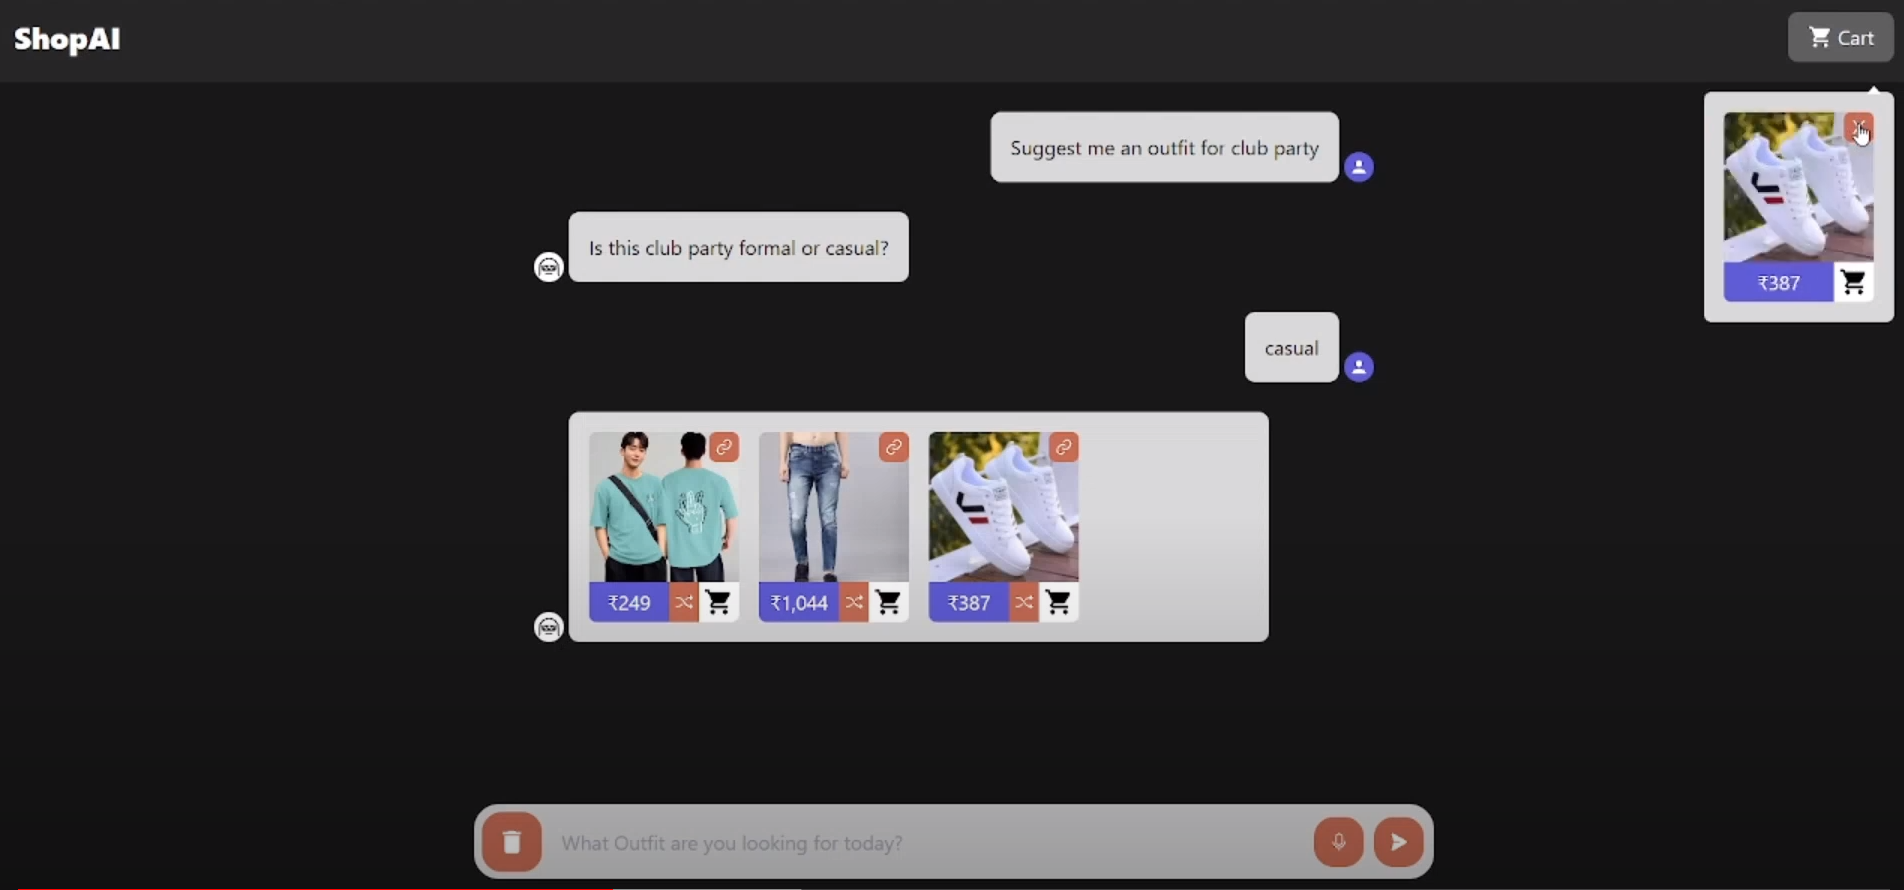 ShopAI
Cart
Suggest me an outfit for club party
Is this club party formal or casual?
₹387
casual
₹249
₹1,044
₹387
What Outfit are you looking for today?